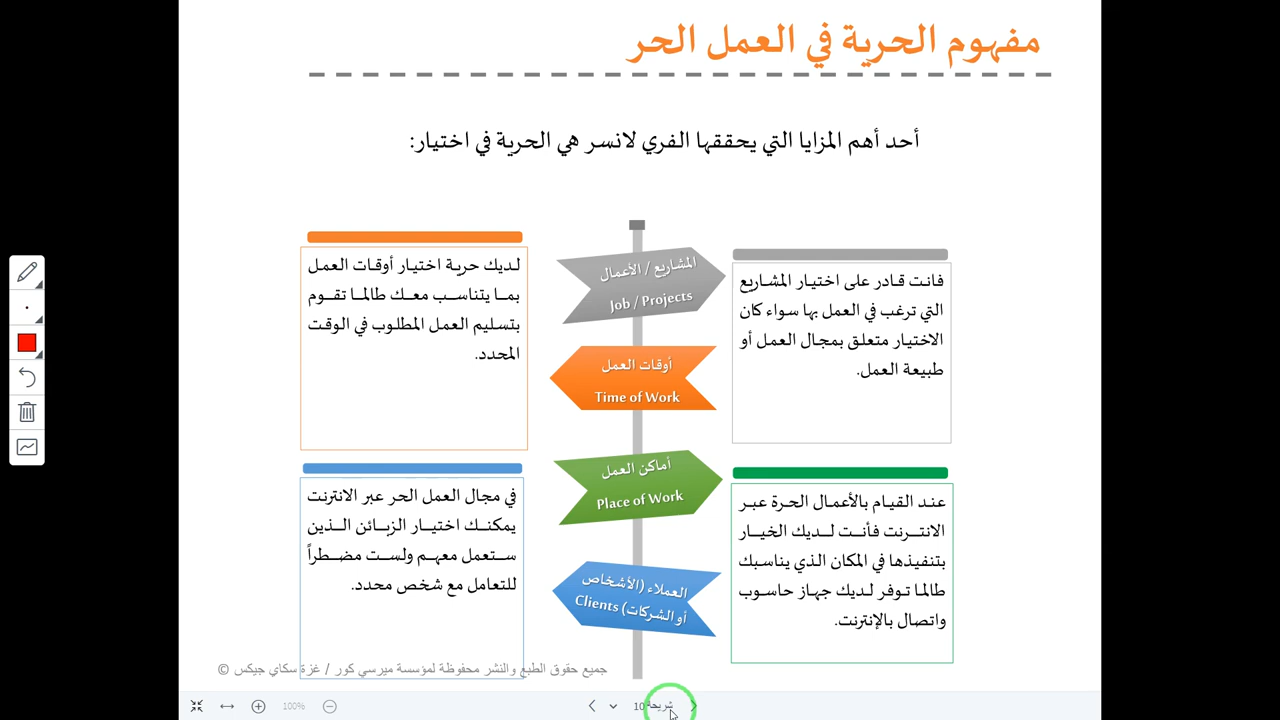 مفهوم الحرية في العمل الحر
أحد أهم المزايا التي يحققها الفري لانسر هي الحرية في اختيار:
المشاريع / الأعمال
Job / Projects
فانت قادر على اختيار المشاريع
التي ترغب في العمل بها سواء كان
الاختيار متعلق بمجال العمل أو
طبيعة العمل.
أوقات العمل
Time of Work
لديك حرية اختيار أوقات العمل
بما يتناسب معك طالما تقوم
بتسليم العمل المطلوب في الوقت
المحدد.
أماكن العمل
Place of Work
عند القيام بالأعمال الحرة عبر
الانترنت فأنت لديك الخيار
بتنفيذها في المكان الذي يناسبك
طالما توفر لديك جهاز حاسوب
واتصال بالإنترنت.
العملاء (الأشخاص
أو الشركات) Clients
في مجال العمل الحر عبر الانترنت
يمكنك اختيار الزبائن الذين
ستعمل معهم ولست مضطراً
للتعامل مع شخص محدد.
جميع حقوق الطبع والنشر محفوظة لمؤسسة ميرسي كور / غزة سكاي جيكس ©
شريحة 10
100%